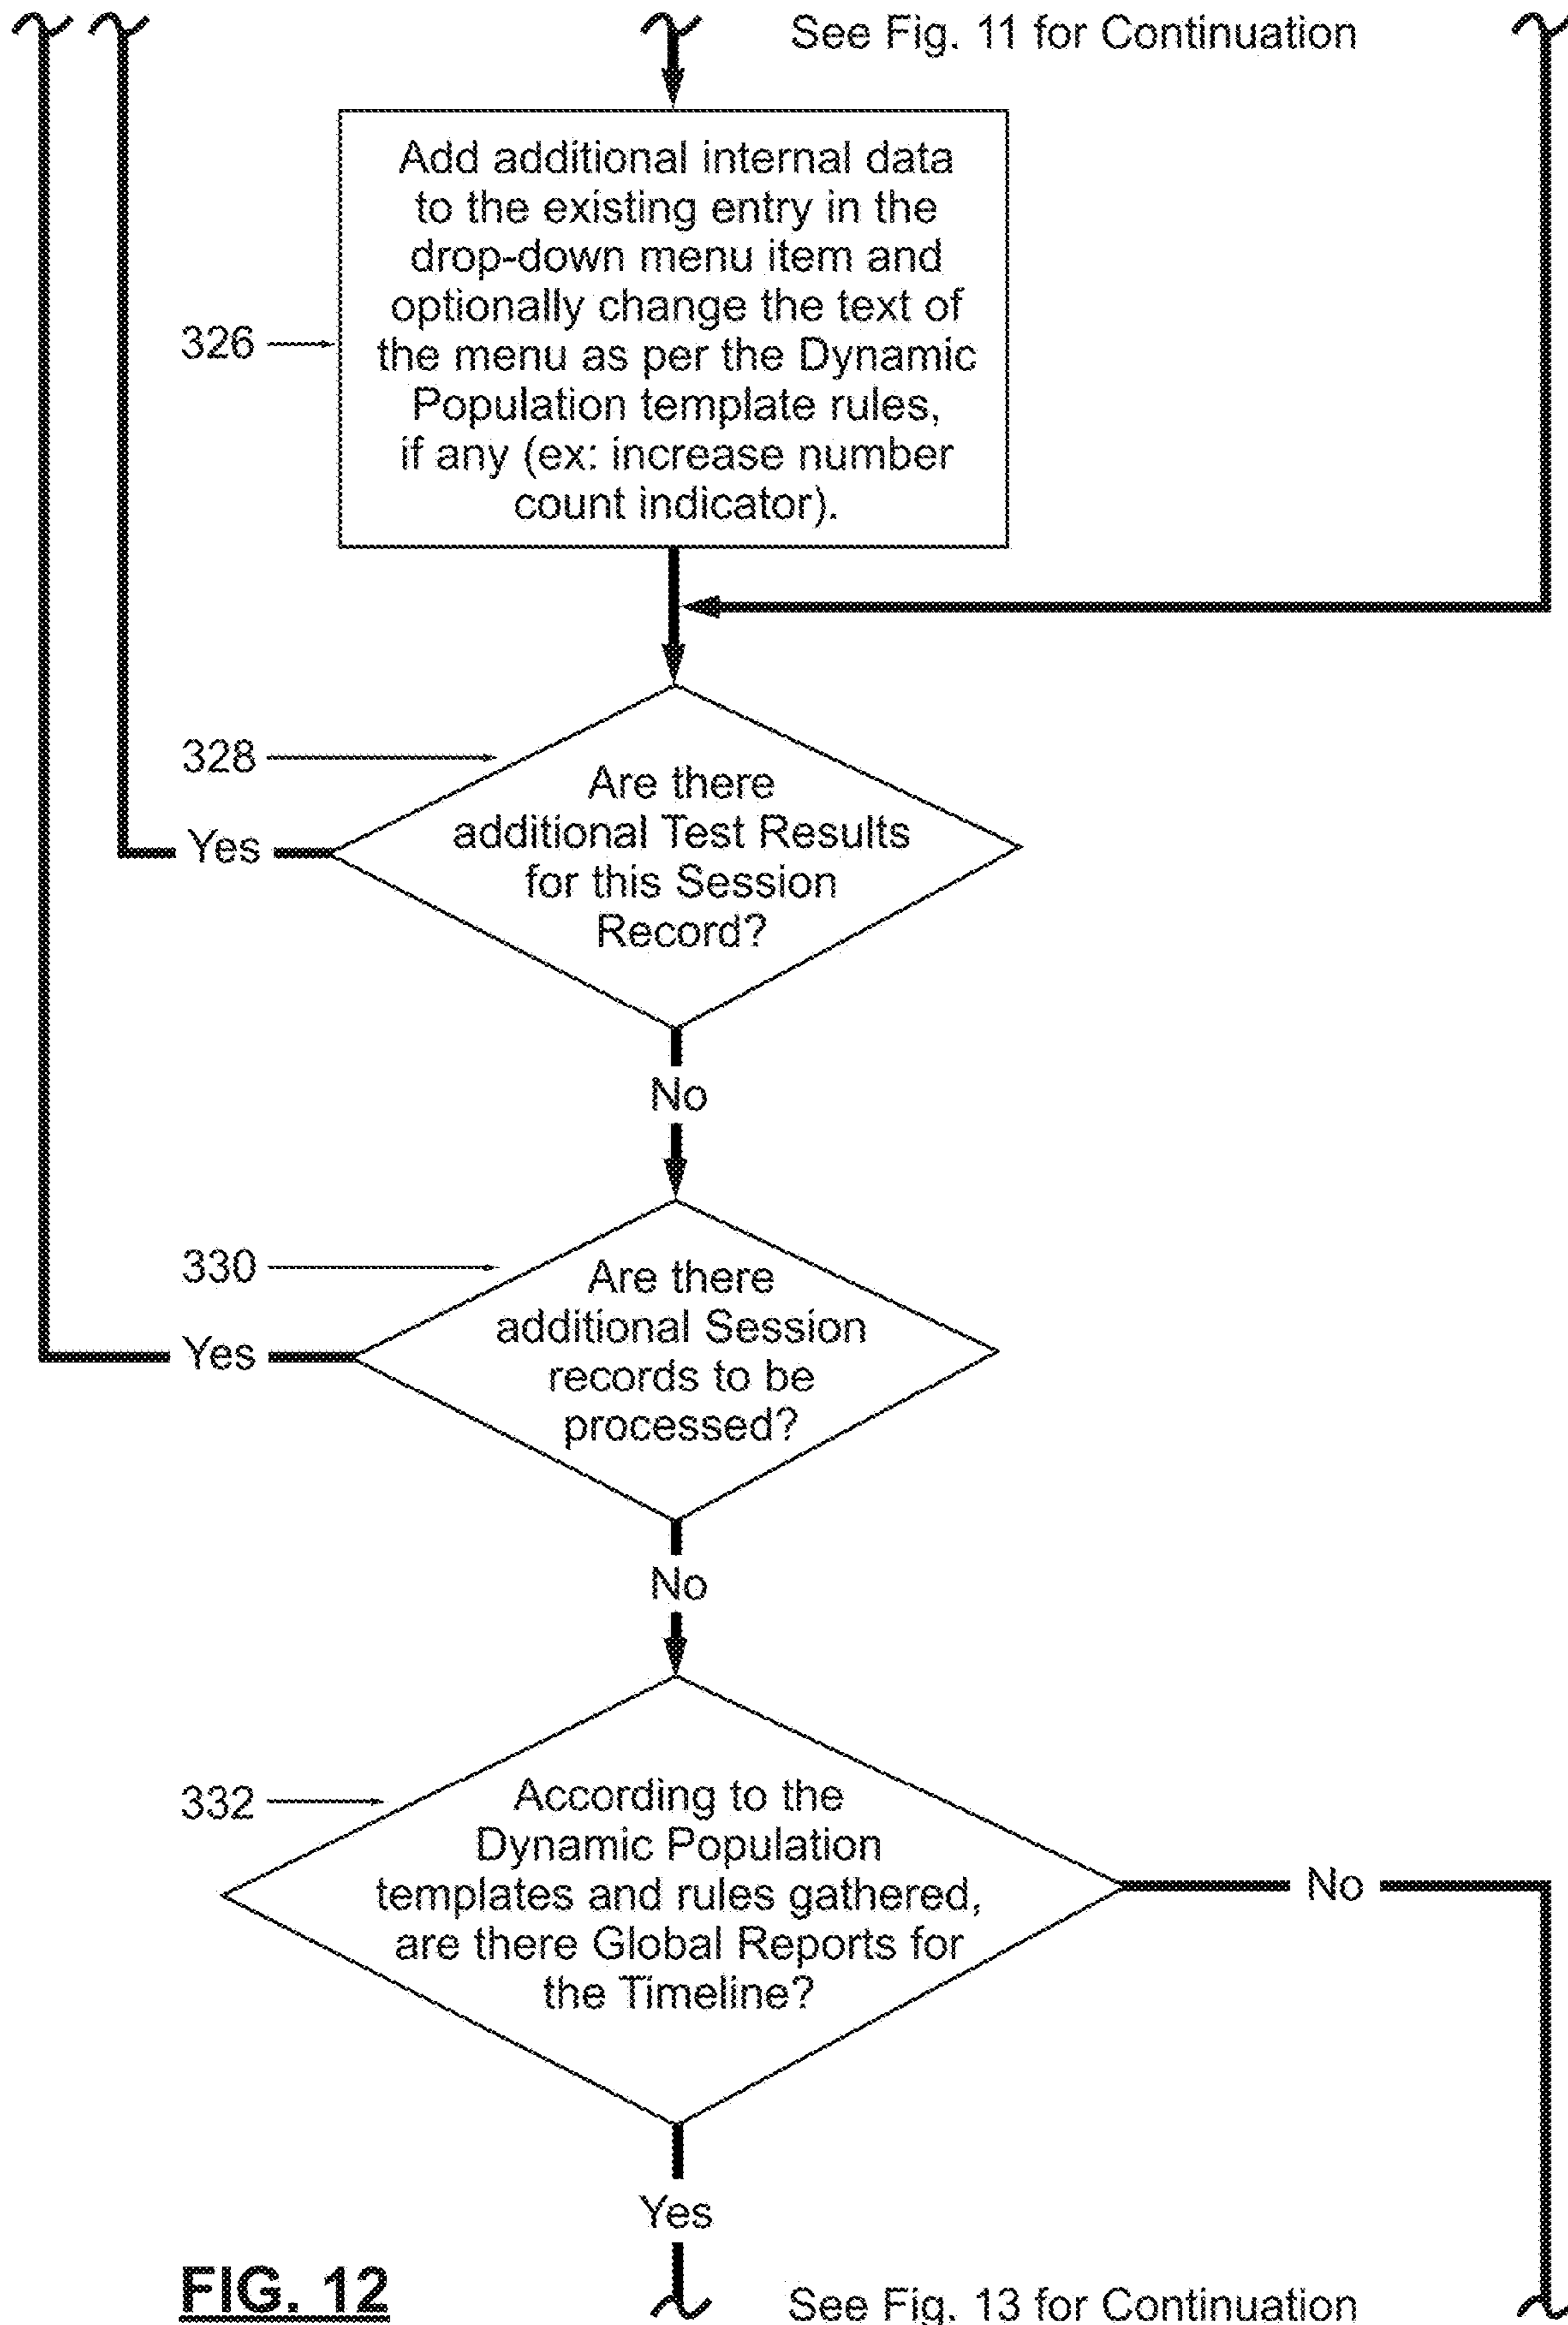 See Fig. 11 for Continuation
Add additional internal data
to the existing entry in the
drop-down menu item and
optionally change the text of
the menu as per the Dynamic
Population template rules,
if any (ex: increase number
count indicator).
326
328
Are there
additional Test Results
for this Session
Record?
Yes
No
330
Are there
additional Session
records to be
processed?
Yes
No
332
According to the
Dynamic Population
templates and rules gathered,
are there Global Reports for
the Timeline?
No
Yes
FIG. 12
See Fig. 13 for Continuation